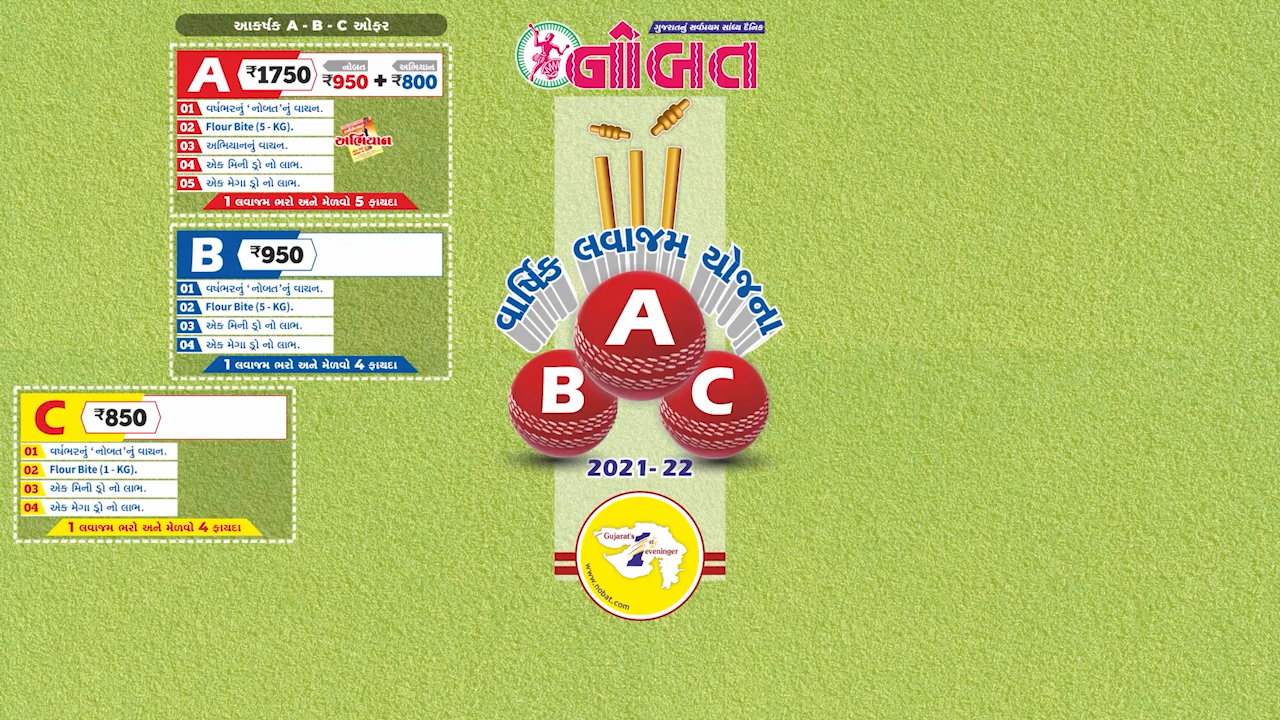 આકર્ષક A - B - C ઓફર
A ₹1750 નોબત ₹950 + અભિયાન ₹800
01 વર્ષભરનું ‘નોબત’નું વાચન.
02 Flour Bite (5 - KG).
03 અભિયાનનું વાચન.
04 એક મિની ડ્રો નો લાભ.
05 એક મેગા ડ્રો નો લાભ.
અભિયાન
1 લવાજમ ભરો અને મેળવો 5 ફાયદા
B ₹950
01 વર્ષભરનું ‘નોબત’નું વાચન.
02 Flour Bite (5 - KG).
03 એક મિની ડ્રો નો લાભ.
04 એક મેગા ડ્રો નો લાભ.
1 લવાજમ ભરો અને મેળવો 4 ફાયદા
C ₹850
01 વર્ષભરનું ‘નોબત’નું વાચન.
02 Flour Bite (1 - KG).
03 એક મિની ડ્રો નો લાભ.
04 એક મેગા ડ્રો નો લાભ.
1 લવાજમ ભરો અને મેળવો 4 ફાયદા
ગુજરાતનું સર્વપ્રથમ સાંધ્ય દૈનિક
નોબત
વાર્ષિક લવાજમ યોજના
A
B C
2021- 22
Gujarat's
1st
eveninger
www.nobat.com